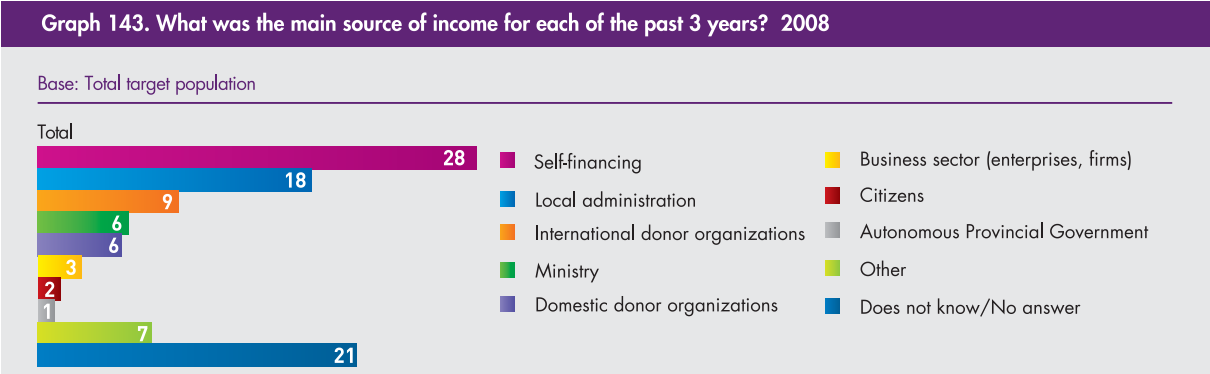 Graph 143. What was the main source of income for each of the past 3 years? 2008
Base: Total target population
Total
28
18
9
6
6
3
2
1
7
21
Self-financing
Local administration
International donor organizations
Ministry
Domestic donor organizations
Business sector (enterprises, firms)
Citizens
Autonomous Provincial Government
Other
Does not know/No answer